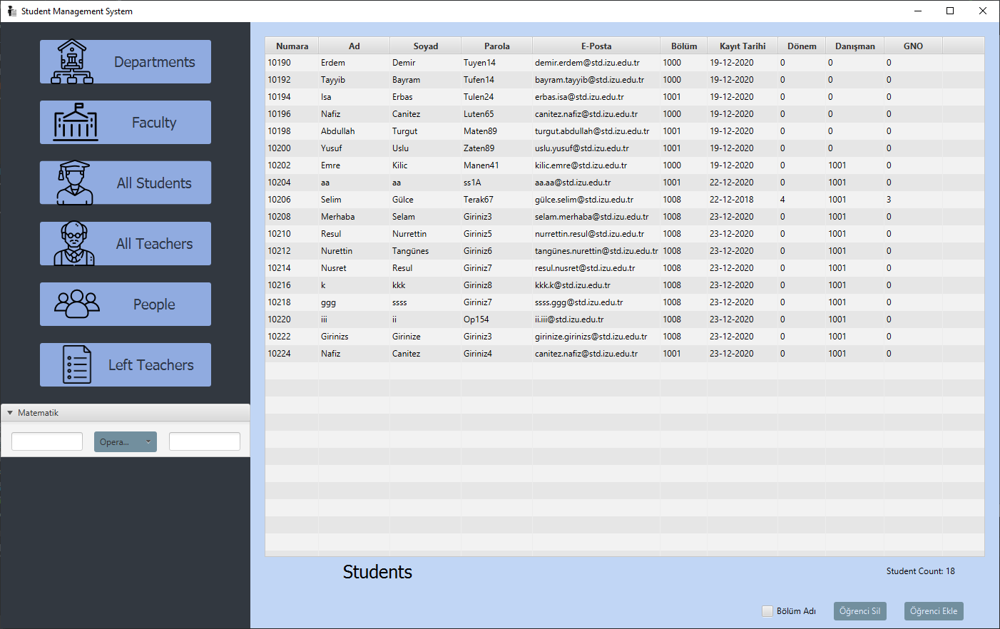 Student Management System
Departments
Faculty
All Students
All Teachers
People
Left Teachers
Matematik
Opera...
Numara Ad Soyad Parola E-Posta Bölüm Kayıt Tarihi Dönem Danışman GNO
10190 Erdem Demir Tuyen14 demir.erdem@std.izu.edu.tr 1000 19-12-2020 0 0 0
10192 Tayyib Bayram Tufen14 bayram.tayyib@std.izu.edu.tr 1000 19-12-2020 0 0 0
10194 Isa Erbas Tulen24 erbas.isa@std.izu.edu.tr 1001 19-12-2020 0 0 0
10196 Nafiz Canitez Luten65 canitez.nafiz@std.izu.edu.tr 1000 19-12-2020 0 0 0
10198 Abdullah Turgut Maten89 turgut.abdullah@std.izu.edu.tr 1001 19-12-2020 0 0 0
10200 Yusuf Uslu Zaten89 uslu.yusuf@std.izu.edu.tr 1001 19-12-2020 0 0 0
10202 Emre Kilic Manen41 kilic.emre@std.izu.edu.tr 1000 19-12-2020 0 1001 0
10204 aa aa ss1A aa.aa@std.izu.edu.tr 1001 22-12-2020 0 1001 0
10206 Selim Gülce Terak67 gülce.selim@std.izu.edu.tr 1008 22-12-2018 4 1001 3
10208 Merhaba Selam Giriniz3 selam.merhaba@std.izu.edu.tr 1008 23-12-2020 0 1001 0
10210 Resul Nurrettin Giriniz5 nurrettin.resul@std.izu.edu.tr 1008 23-12-2020 0 1001 0
10212 Nurettin Tangünes Giriniz6 tangünes.nurettin@std.izu.edu.tr 1008 23-12-2020 0 1001 0
10214 Nusret Resul Giriniz7 resul.nusret@std.izu.edu.tr 1008 23-12-2020 0 1001 0
10216 k kkk Giriniz8 kkk.k@std.izu.edu.tr 1008 23-12-2020 0 1001 0
10218 ggg ssss Giriniz7 ssss.ggg@std.izu.edu.tr 1008 23-12-2020 0 1001 0
10220 iii ii Op154 ii.iii@std.izu.edu.tr 1008 23-12-2020 0 1001 0
10222 Girinizs Girinize Giriniz3 girinize.girinizs@std.izu.edu.tr 1008 23-12-2020 0 1001 0
10224 Nafiz Canitez Giriniz4 canitez.nafiz@std.izu.edu.tr 1001 23-12-2020 0 1001 0
Students
Student Count: 18
Bölüm Adı
Öğrenci Sil
Öğrenci Ekle